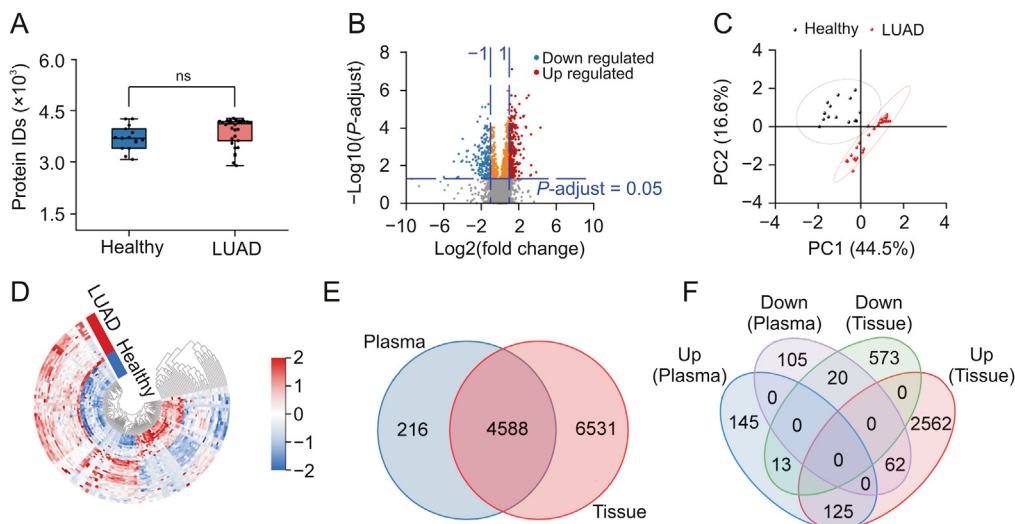 A
Protein IDs (×10³)
6.0
4.5
3.0
1.5
ns
Healthy
LUAD
B
−Log10(P-adjust)
8
6
4
2
0
−1
1
Down regulated
Up regulated
P-adjust = 0.05
−10
−6
−2
2
6
10
Log2(fold change)
C
Healthy
LUAD
PC2 (16.6%)
4
2
0
−2
−4
−4
−2
0
2
4
PC1 (44.5%)
D
LUAD
Healthy
2
1
0
−1
−2
E
Plasma
216
4588
6531
Tissue
F
Down
(Plasma)
Down
(Tissue)
Up
(Plasma)
Up
(Tissue)
105
573
20
0
0
145
0
2562
13
0
62
0
125